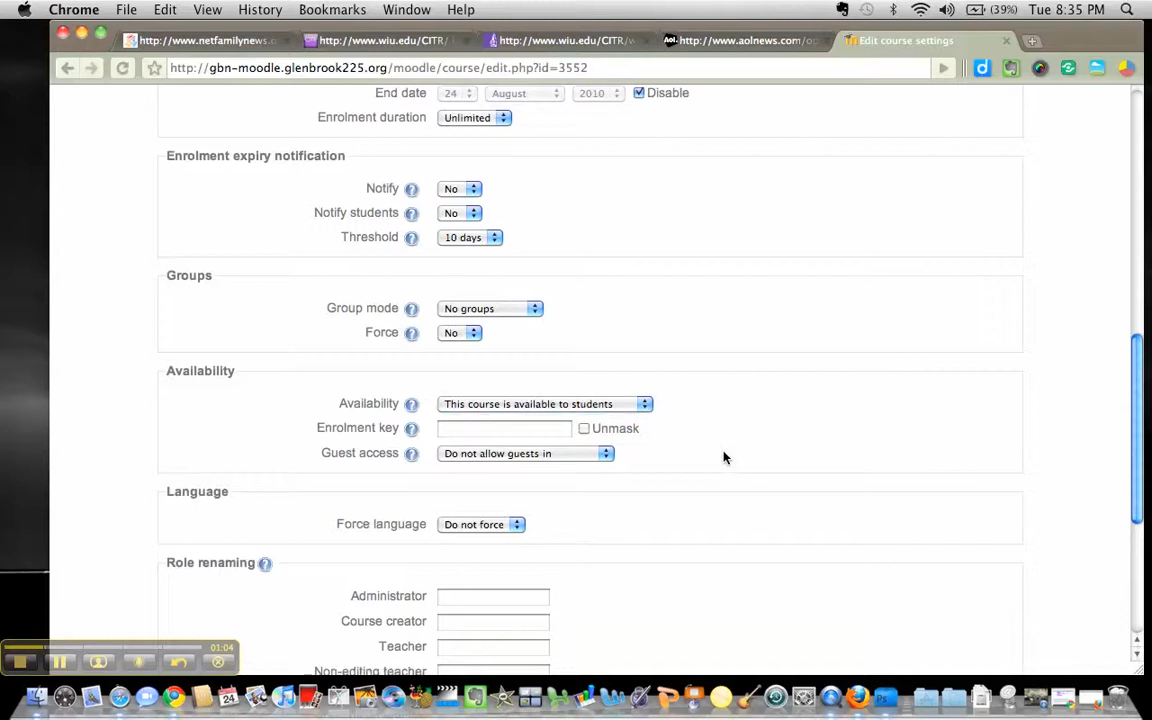 Chrome File Edit View History Bookmarks Window Help (39%) Tue 8:35 PM
http://www.netfamilynews.o http://www.wiu.edu/CITR/ http://www.wiu.edu/CITR/w Aol. http://www.aolnews.com/o Edit course settings
http://gbn-moodle.glenbrook225.org/moodle/course/edit.php?id=3552
End date 24 August 2010 Disable
Enrolment duration Unlimited
Enrolment expiry notification
Notify ? No
Notify students ? No
Threshold ? 10 days
Groups
Group mode ? No groups
Force ? No
Availability
Availability ? This course is available to students
Enrolment key ? Unmask
Guest access ? Do not allow guests in
Language
Force language Do not force
Role renaming ?
Administrator
Course creator
Teacher
Non-editing teacher
01:04